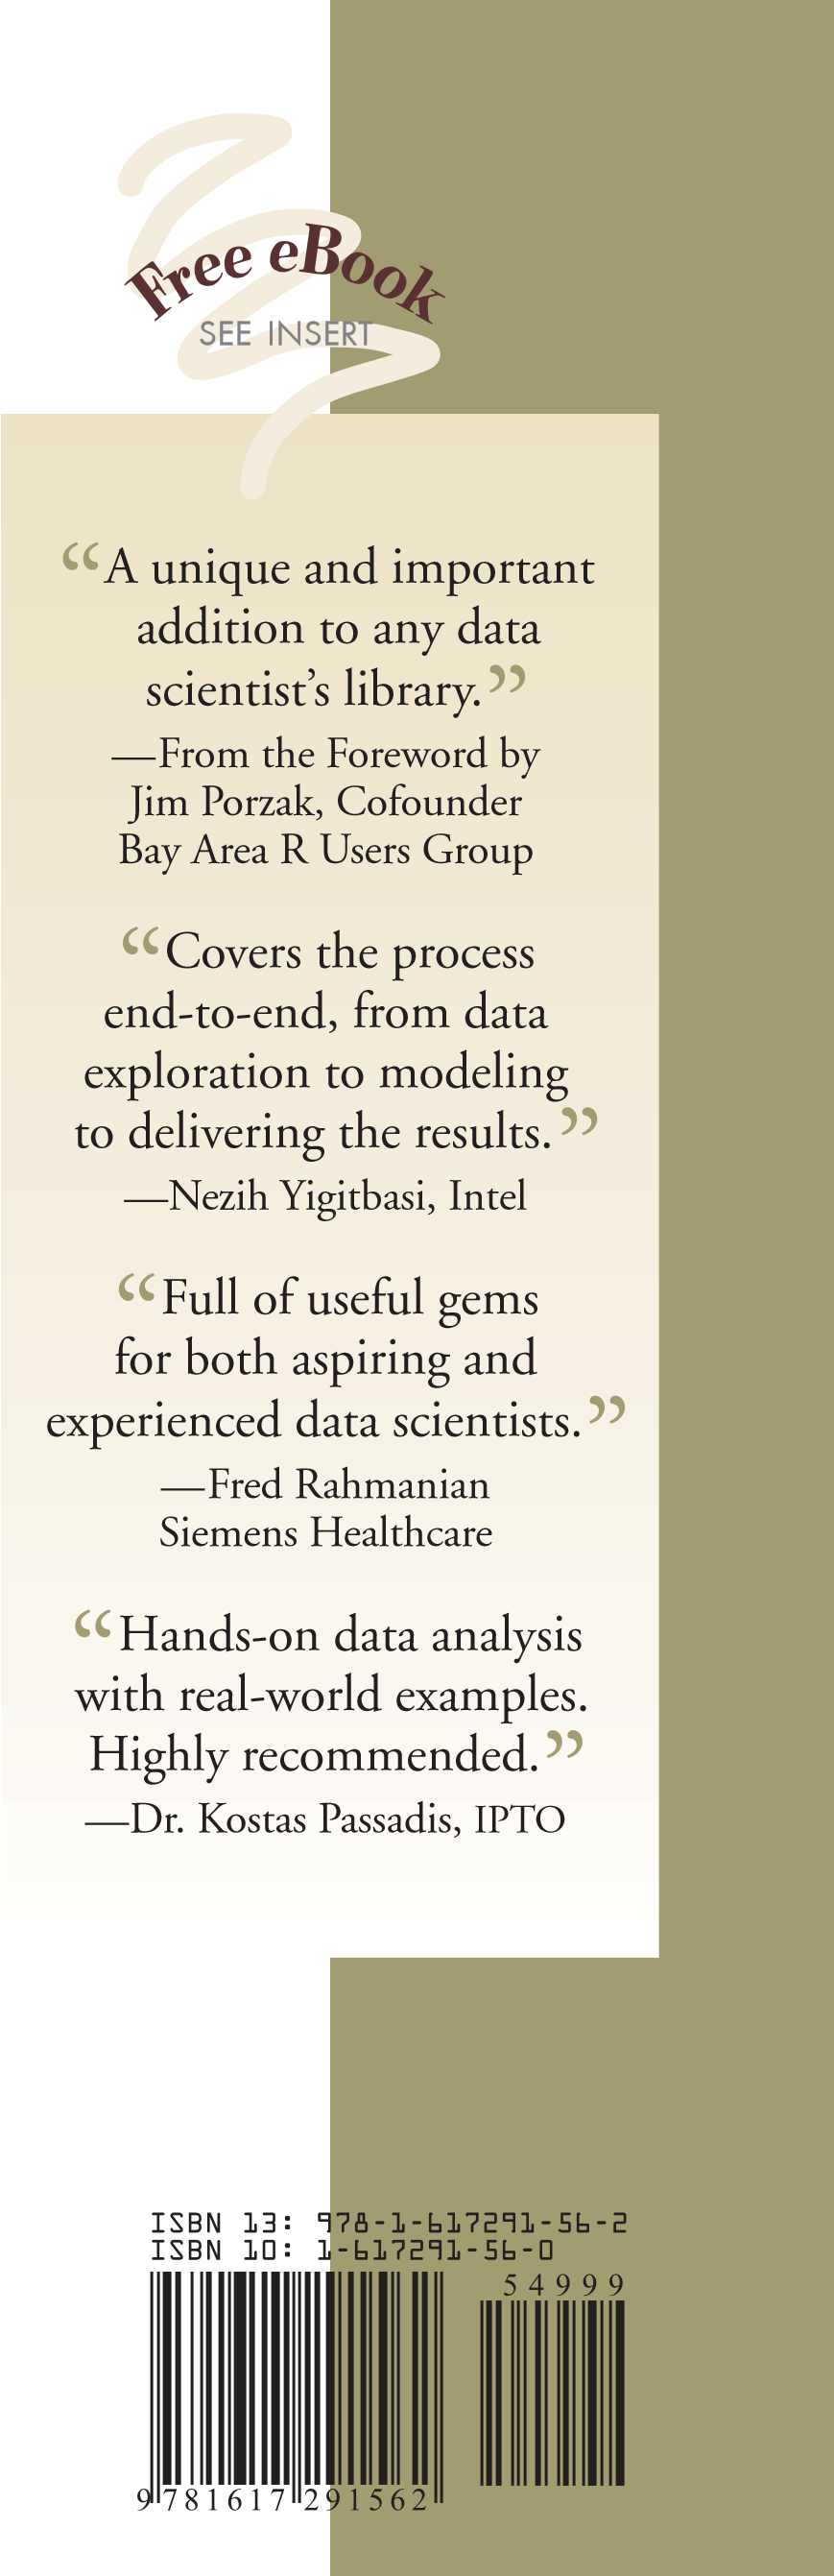 Free eBook
SEE INSERT
“A unique and important
addition to any data
scientist’s library.”
—From the Foreword by
Jim Porzak, Cofounder
Bay Area R Users Group
“Covers the process
end-to-end, from data
exploration to modeling
to delivering the results.”
—Nezih Yigitbasi, Intel
“Full of useful gems
for both aspiring and
experienced data scientists.”
—Fred Rahmanian
Siemens Healthcare
“Hands-on data analysis
with real-world examples.
Highly recommended.”
—Dr. Kostas Passadis, IPTO
ISBN 13: 978-1-617291-56-2
ISBN 10: 1-617291-56-0
54999
9781617291562